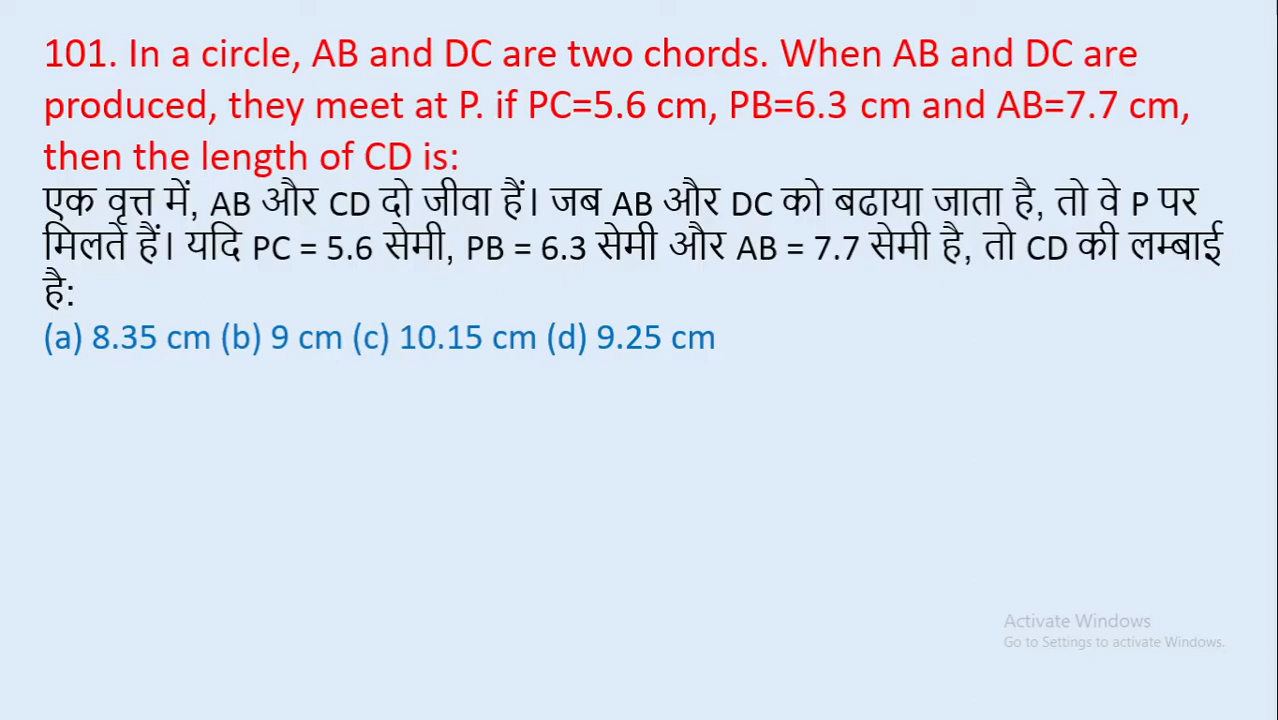 101. In a circle, AB and DC are two chords. When AB and DC are
produced, they meet at P. if PC=5.6 cm, PB=6.3 cm and AB=7.7 cm,
then the length of CD is:
एक वृत्त में, AB और CD दो जीवा हैं। जब AB और DC को बढाया जाता है, तो वे P पर
मिलते हैं। यदि PC = 5.6 सेमी, PB = 6.3 सेमी और AB = 7.7 सेमी है, तो CD की लम्बाई
है:
(a) 8.35 cm (b) 9 cm (c) 10.15 cm (d) 9.25 cm
Activate Windows
Go to Settings to activate Windows.